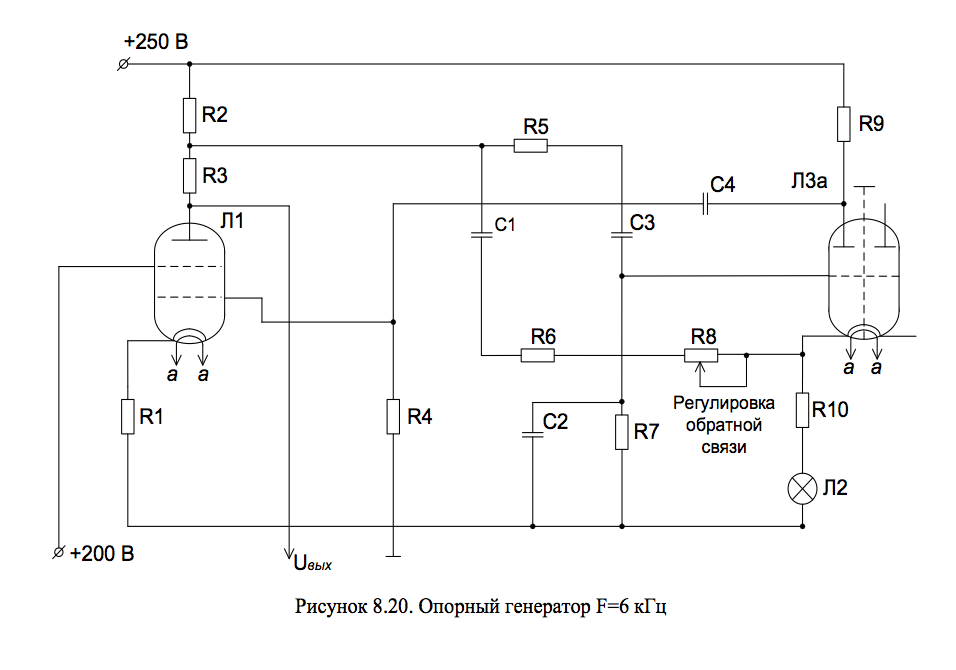 +250 В
R2
R5
R9
R3
C4
Л3а
Л1
C1
C3
R6
R8
а а
а а
R1
R4
C2
R7
Регулировка
обратной
связи
R10
Л2
+200 В
Uвых
Рисунок 8.20. Опорный генератор F=6 кГц